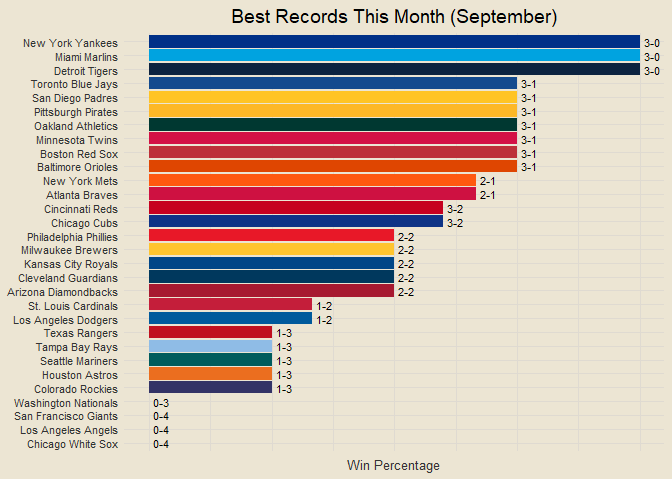 Best Records This Month (September)
New York Yankees 3-0
Miami Marlins 3-0
Detroit Tigers 3-0
Toronto Blue Jays 3-1
San Diego Padres 3-1
Pittsburgh Pirates 3-1
Oakland Athletics 3-1
Minnesota Twins 3-1
Boston Red Sox 3-1
Baltimore Orioles 3-1
New York Mets 2-1
Atlanta Braves 2-1
Cincinnati Reds 3-2
Chicago Cubs 3-2
Philadelphia Phillies 2-2
Milwaukee Brewers 2-2
Kansas City Royals 2-2
Cleveland Guardians 2-2
Arizona Diamondbacks 2-2
St. Louis Cardinals 1-2
Los Angeles Dodgers 1-2
Texas Rangers 1-3
Tampa Bay Rays 1-3
Seattle Mariners 1-3
Houston Astros 1-3
Colorado Rockies 1-3
Washington Nationals 0-3
San Francisco Giants 0-4
Los Angeles Angels 0-4
Chicago White Sox 0-4
Win Percentage